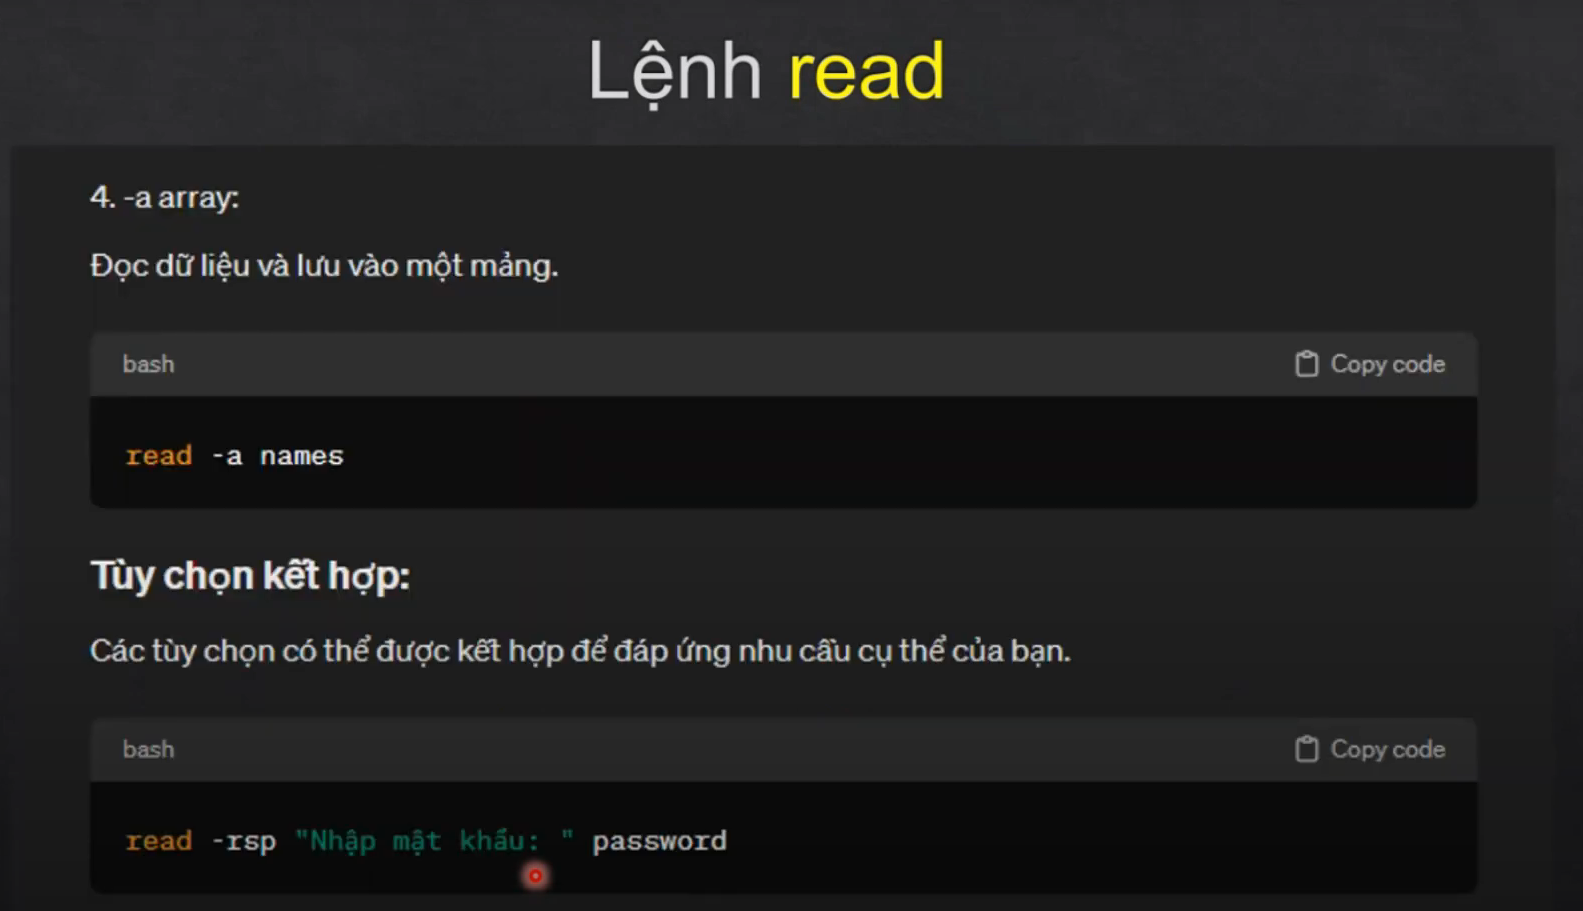 Lệnh read
4. -a array:
Đọc dữ liệu và lưu vào một mảng.
bash
Copy code
read -a names
Tùy chọn kết hợp:
Các tùy chọn có thể được kết hợp để đáp ứng nhu cầu cụ thể của bạn.
bash
Copy code
read -rsp "Nhập mật khẩu: " password